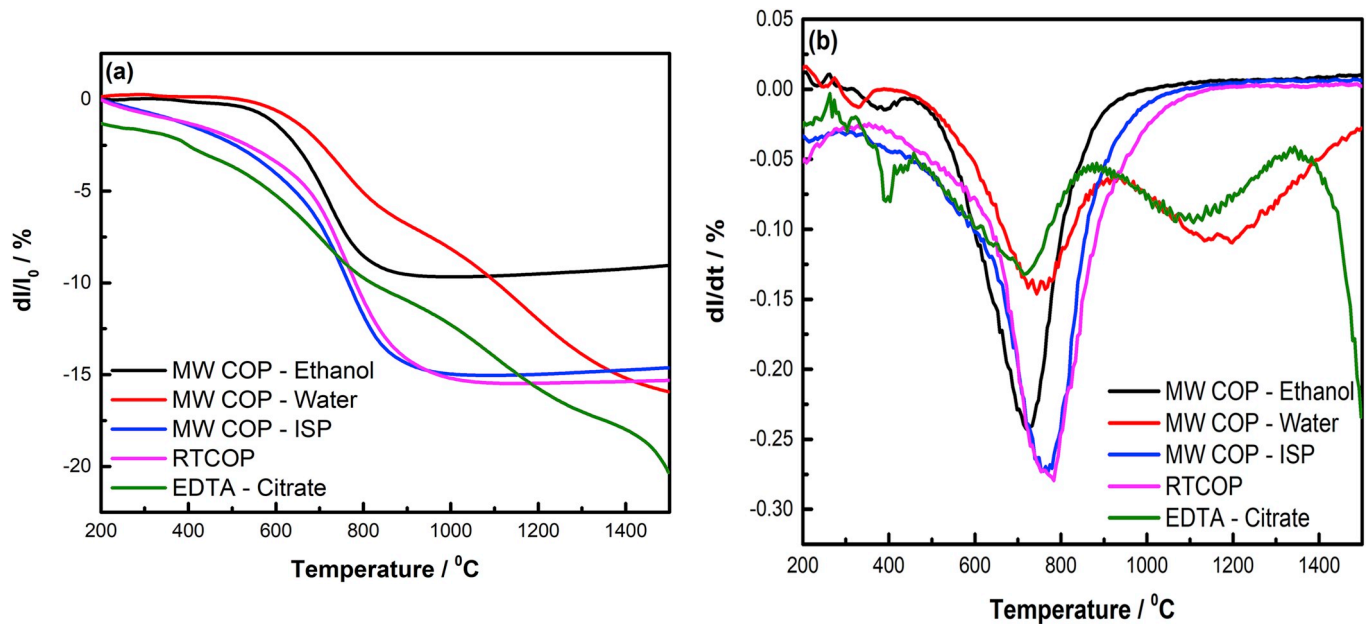 (a)
0
-5
-10
-15
-20
dI/I0 / %
MW COP - Ethanol
MW COP - Water
MW COP - ISP
RTCOP
EDTA - Citrate
200 400 600 800 1000 1200 1400
Temperature / 0C
(b)
0.05
0.00
-0.05
-0.10
-0.15
-0.20
-0.25
-0.30
dI/dt / %
MW COP - Ethanol
MW COP - Water
MW COP - ISP
RTCOP
EDTA - Citrate
200 400 600 800 1000 1200 1400
Temperature / 0C